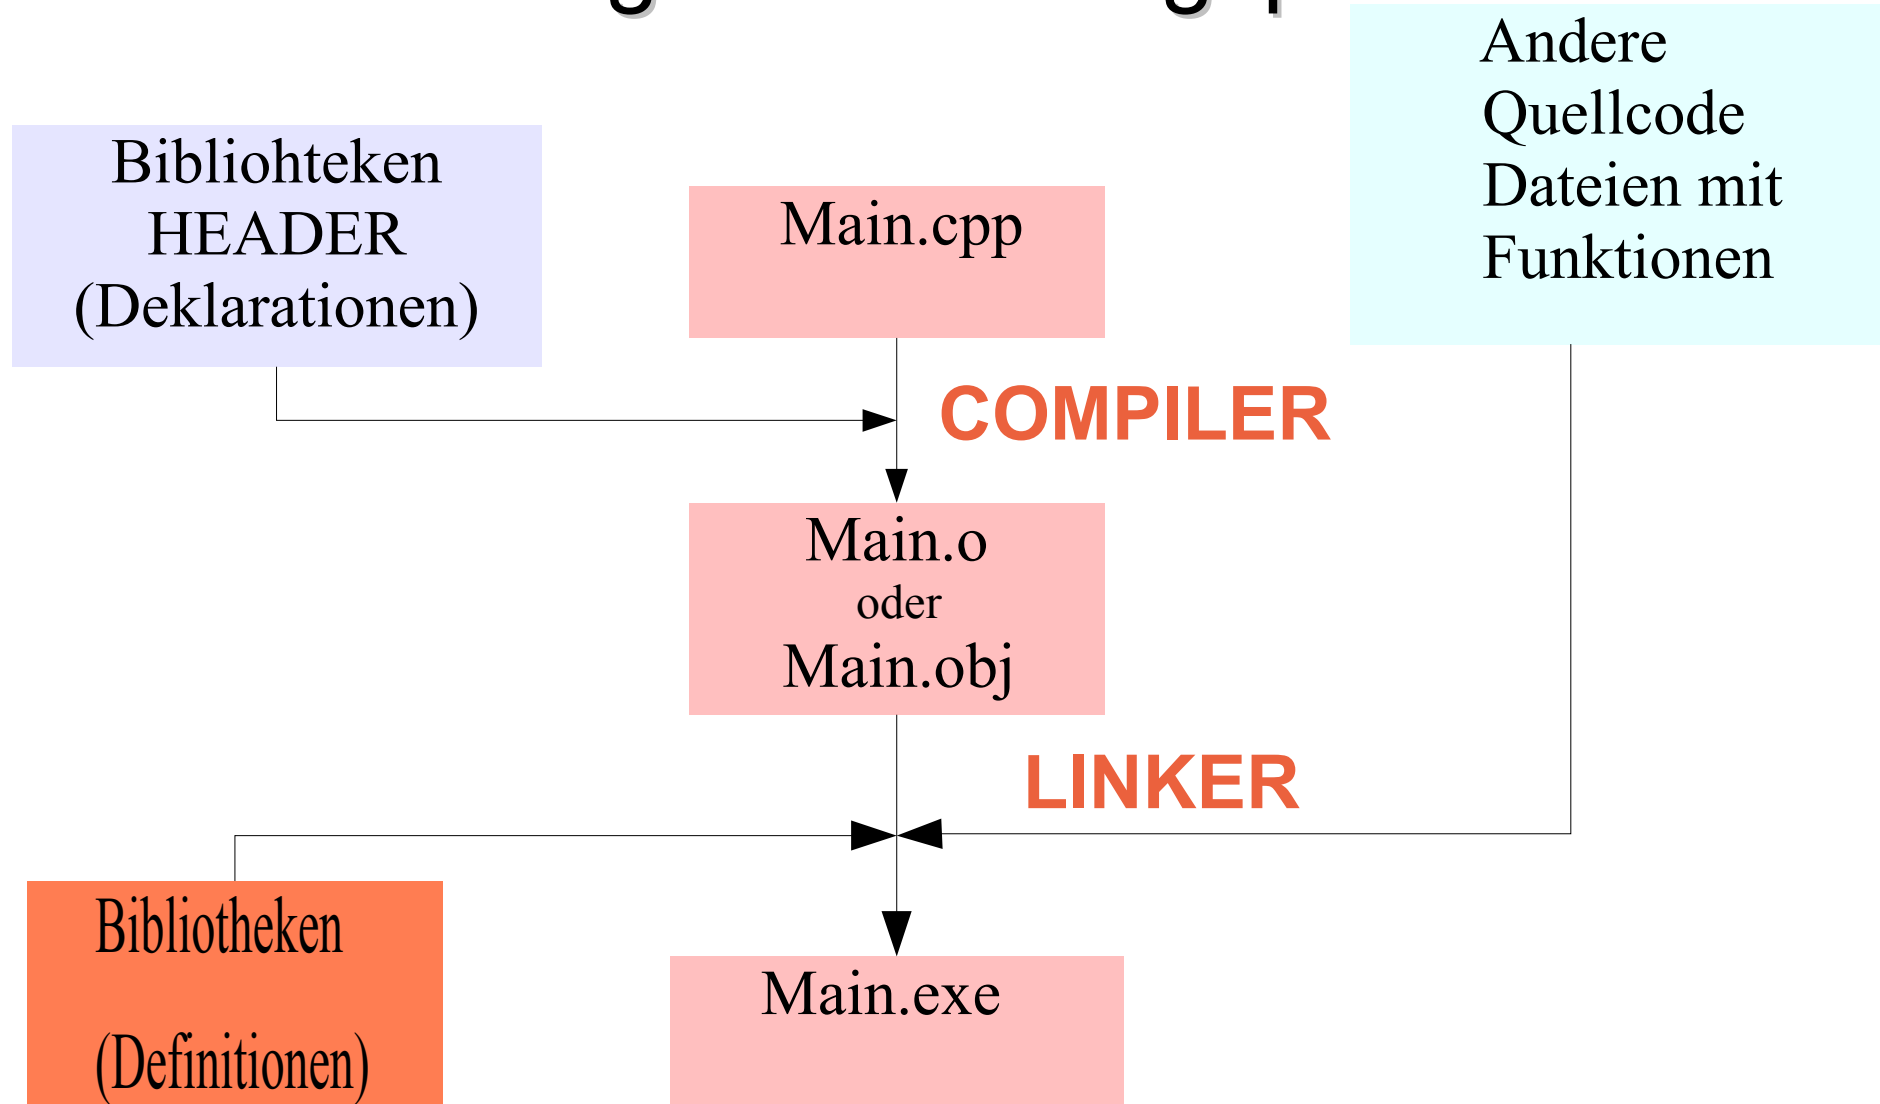 Andere
Quellcode
Dateien mit
Funktionen
Bibliohteken
HEADER
(Deklarationen)
Main.cpp
COMPILER
Main.o
oder
Main.obj
LINKER
Bibliotheken
(Definitionen)
Main.exe